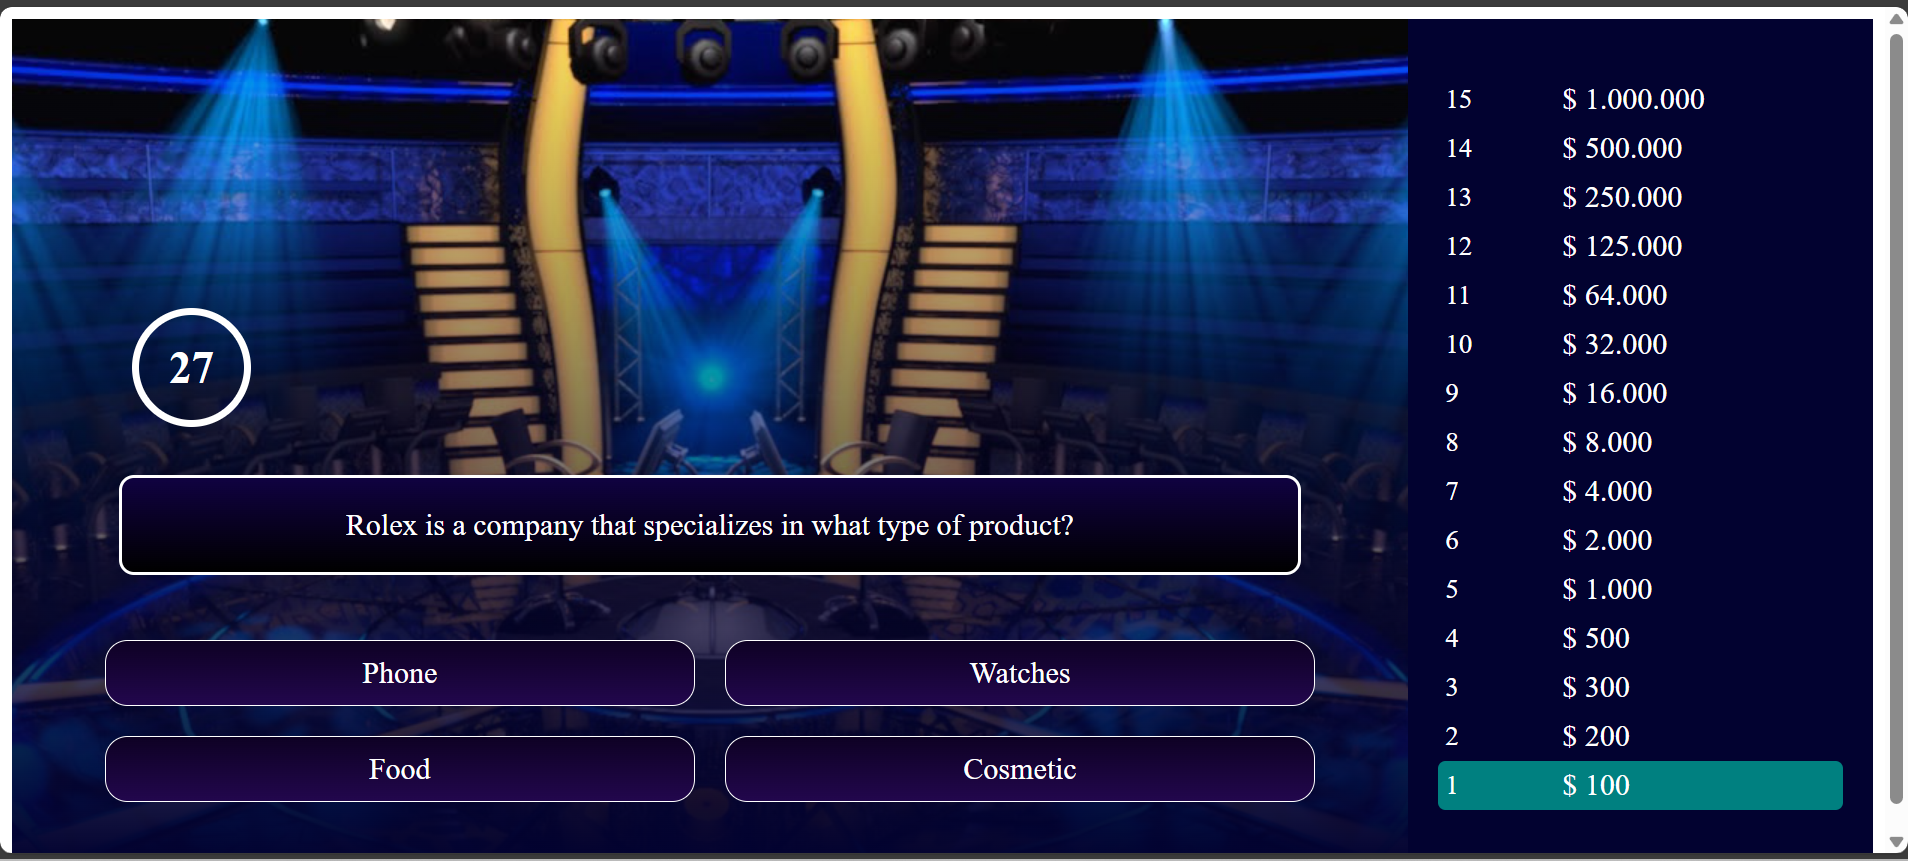 27
Rolex is a company that specializes in what type of product?
Phone
Watches
Food
Cosmetic
15 $ 1.000.000
14 $ 500.000
13 $ 250.000
12 $ 125.000
11 $ 64.000
10 $ 32.000
9 $ 16.000
8 $ 8.000
7 $ 4.000
6 $ 2.000
5 $ 1.000
4 $ 500
3 $ 300
2 $ 200
1 $ 100